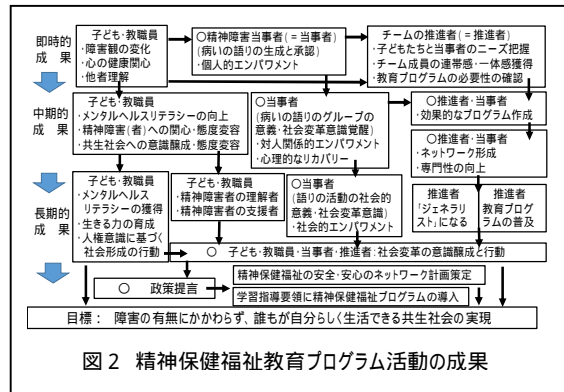 即時的
成 果
子ども・教職員
・障害観の変化
・心の健康関心
・他者理解
〇精神障害当事者(=当事者)
(病いの語りの生成と承認)
・個人的エンパワメント
チームの推進者(=推進者)
・子どもたちと当事者のニーズ把握
・チーム成員の連帯感・一体感獲得
・教育プログラムの必要性の確認
中期的
成 果
子ども・教職員
・メンタルヘルスリテラシーの向上
・精神障害(者)への関心・態度変容
・共生社会への意識醸成・態度変容
〇当事者
(病いの語りのグループの
意義・社会変革意識覚醒)
・対人関係的エンパワメント
・心理的なリカバリー
〇推進者・当事者
・効果的なプログラム作成
〇推進者・当事者
・ネットワーク形成
・専門性の向上
長期的
成 果
子ども・教職員
・メンタルヘルス
リテラシーの獲得
・生きる力の育成
・人権意識に基づく
社会形成の行動
子ども・教職員
・精神障害者の理解者
・精神障害者の支援者
〇当事者
(語りの活動の社会的
意義・社会変革意識)
・社会的エンパワメント
推進者
「ジェネラリ
スト」になる
推進者
教育プログ
ラムの普及
〇 子ども・教職員・当事者・推進者:社会変革の意識醸成と行動
〇 政策提言
精神保健福祉の安全・安心のネットワーク計画策定
学習指導要領に精神保健福祉プログラムの導入
目標: 障害の有無にかかわらず、誰もが自分らしく生活できる共生社会の実現
図2 精神保健福祉教育プログラム活動の成果